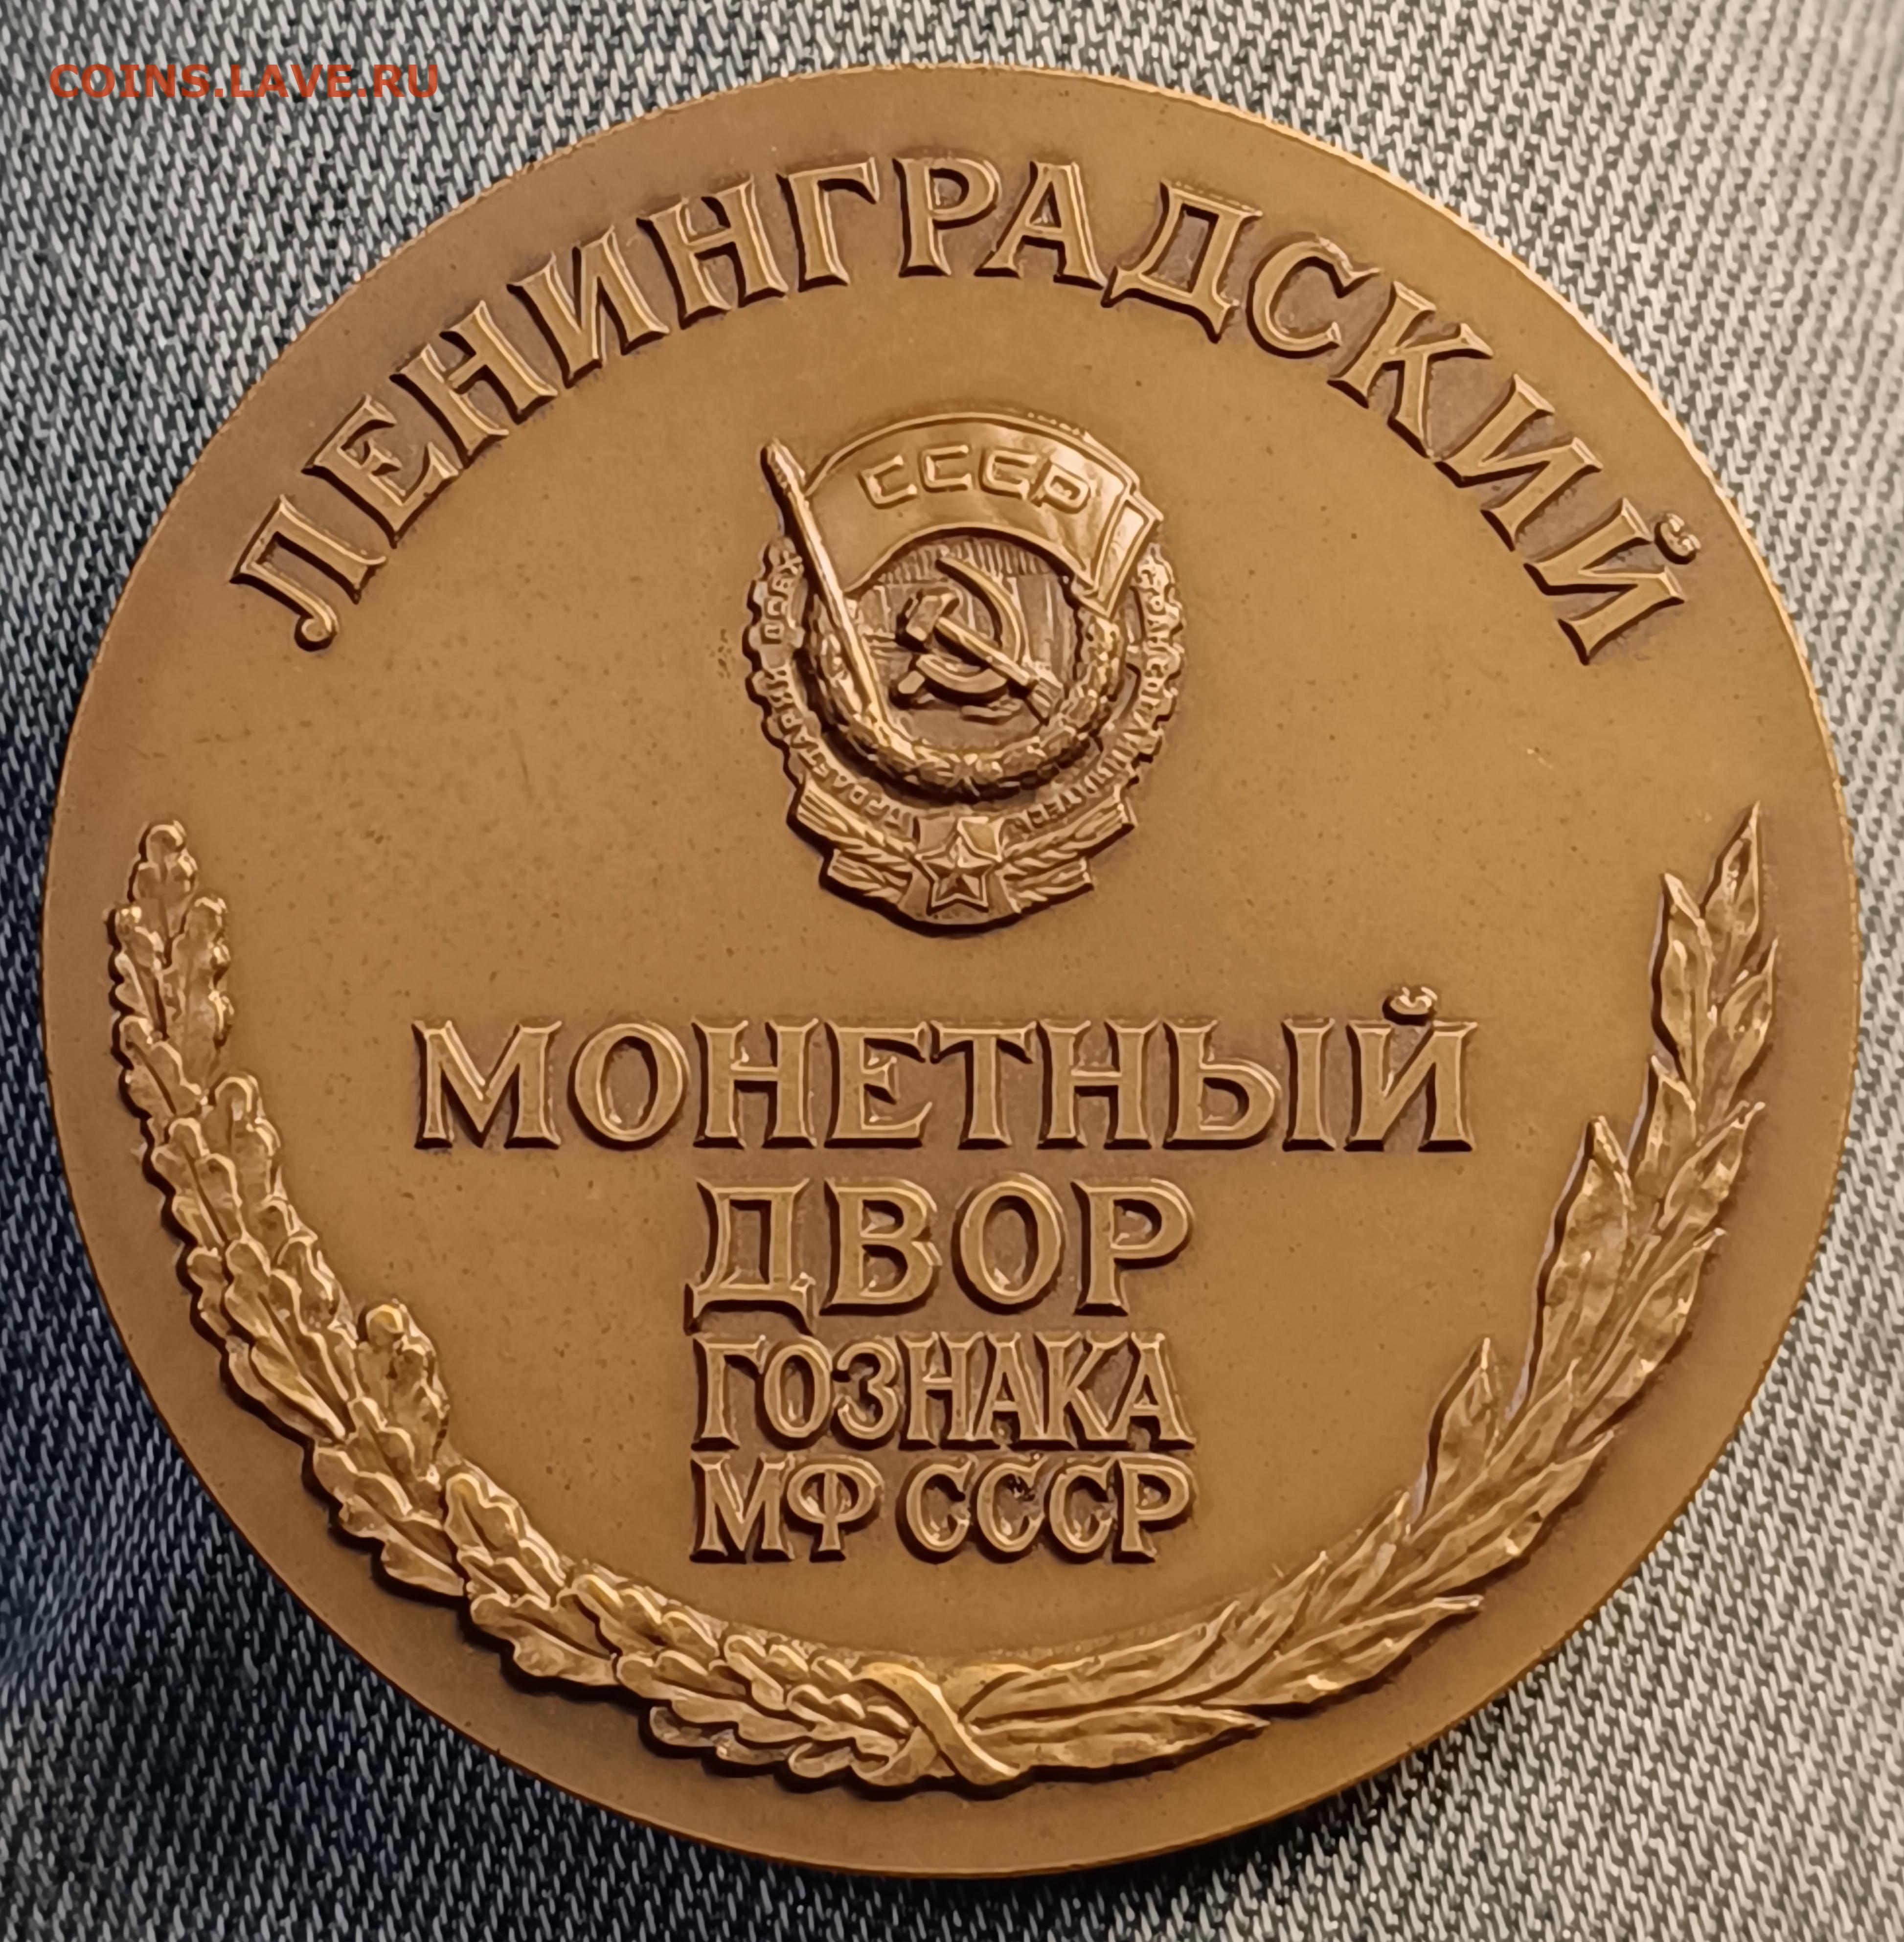 COINS.LAVE.RU
ЛЕНИНГРАДСКИЙ
СССР
МОНЕТНЫЙ
ДВОР
ГОЗНАКА
МФ СССР